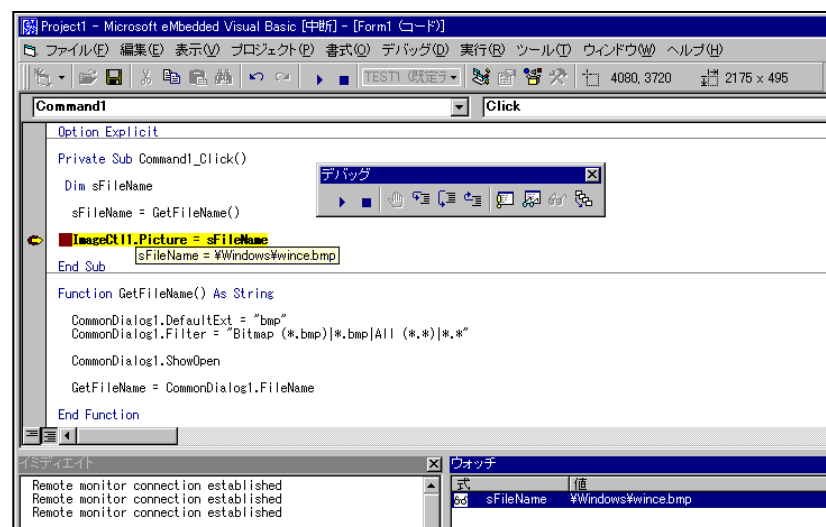 Project1 - Microsoft eMbedded Visual Basic [中断] - [Form1 (コード)]
ファイル(F) 編集(E) 表示(V) プロジェクト(P) 書式(O) デバッグ(D) 実行(R) ツール(T) ウィンドウ(W) ヘルプ(H)
TEST1 (既定デ 4080, 3720 2175 x 495
Command1 Click
Option Explicit
Private Sub Command1_Click()
デバッグ
Dim sFileName
sFileName = GetFileName()
ImageCtl1.Picture = sFileName
sFileName = ¥Windows¥wince.bmp
End Sub
Function GetFileName() As String
CommonDialog1.DefaultExt = "bmp"
CommonDialog1.Filter = "Bitmap (*.bmp)|*.bmp|All (*.*)|*.*"
CommonDialog1.ShowOpen
GetFileName = CommonDialog1.FileName
End Function
イミディエイト ウォッチ
Remote monitor connection established
Remote monitor connection established
Remote monitor connection established
式 値
sFileName ¥Windows¥wince.bmp